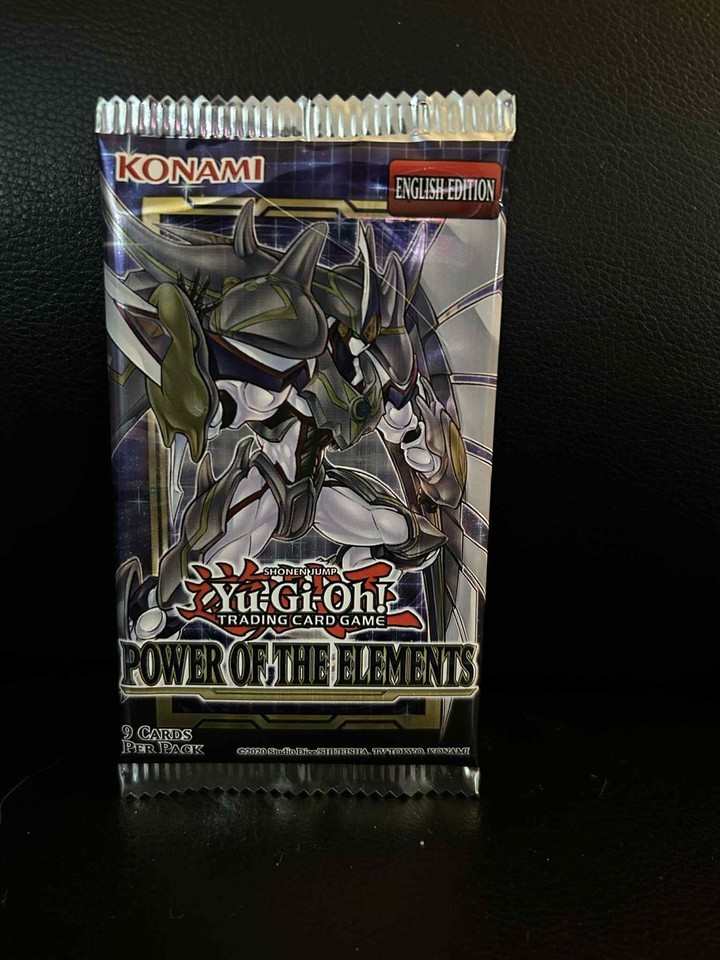 KONAMI
ENGLISH EDITION
SHONEN JUMP
Yu-Gi-Oh!
TRADING CARD GAME
POWER OF THE ELEMENTS
9 CARDS
PER PACK
©2020 Studio Dice/SHUEISHA, TV TOKYO, KONAMI